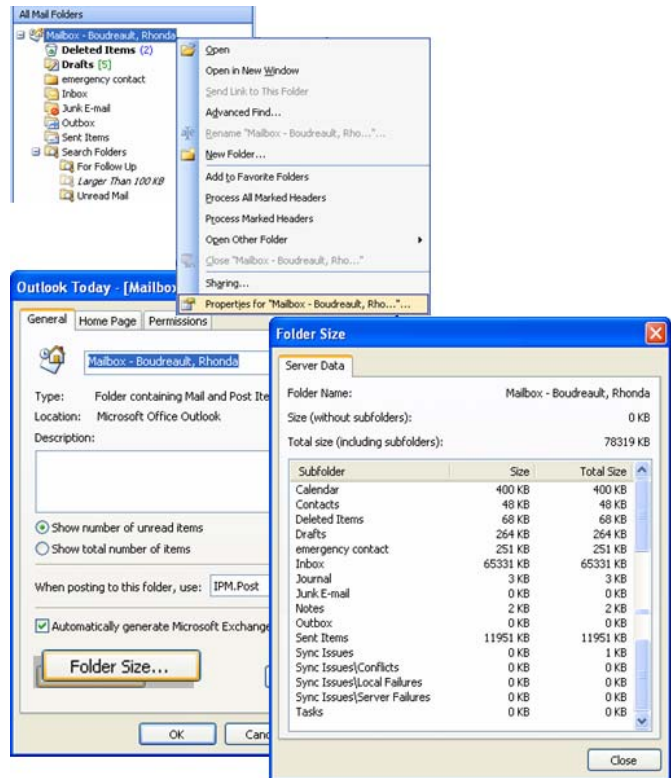 All Mail Folders
Mailbox - Boudreault, Rhonda
Deleted Items (2)
Drafts [5]
emergency contact
Inbox
Junk E-mail
Outbox
Sent Items
Search Folders
For Follow Up
Larger Than 100 KB
Unread Mail
Open
Open in New Window
Send Link to This Folder
Advanced Find...
Rename "Mailbox - Boudreault, Rho..."...
New Folder...
Add to Favorite Folders
Process All Marked Headers
Process Marked Headers
Open Other Folder
Close "Mailbox - Boudreault, Rho..."
Sharing...
Properties for "Mailbox - Boudreault, Rho..."...
Outlook Today - [Mailbo
General Home Page Permissions
Mailbox - Boudreault, Rhonda
Type: Folder containing Mail and Post Ite
Location: Microsoft Office Outlook
Description:
Show number of unread items
Show total number of items
When posting to this folder, use: IPM.Post
Automatically generate Microsoft Exchange
Folder Size...
OK Canc
Folder Size
Server Data
Folder Name: Mailbox - Boudreault, Rhonda
Size (without subfolders): 0 KB
Total size (including subfolders): 78319 KB
Subfolder Size Total Size
Calendar 400 KB 400 KB
Contacts 48 KB 48 KB
Deleted Items 68 KB 68 KB
Drafts 264 KB 264 KB
emergency contact 251 KB 251 KB
Inbox 65331 KB 65331 KB
Journal 3 KB 3 KB
Junk E-mail 0 KB 0 KB
Notes 2 KB 2 KB
Outbox 0 KB 0 KB
Sent Items 11951 KB 11951 KB
Sync Issues 0 KB 1 KB
Sync Issues\Conflicts 0 KB 0 KB
Sync Issues\Local Failures 0 KB 0 KB
Sync Issues\Server Failures 0 KB 0 KB
Tasks 0 KB 0 KB
Close